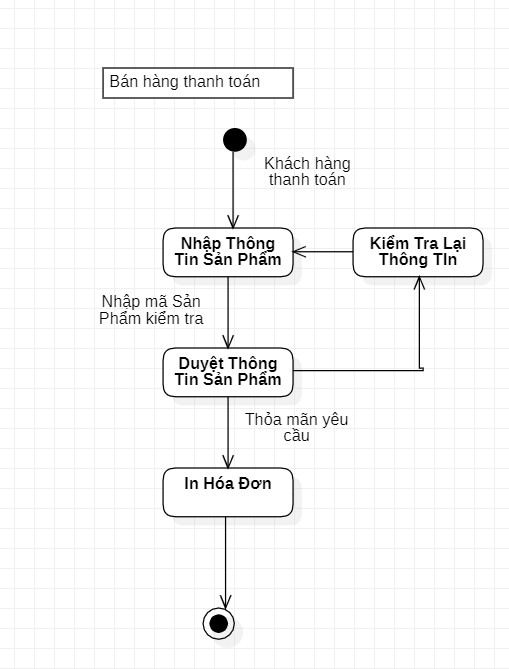 Bán hàng thanh toán
Khách hàng
thanh toán
Nhập Thông
Tin Sản Phẩm
Kiểm Tra Lại
Thông TIn
Nhập mã Sản
Phẩm kiểm tra
Duyệt Thông
Tin Sản Phẩm
Thỏa mãn yêu
cầu
In Hóa Đơn